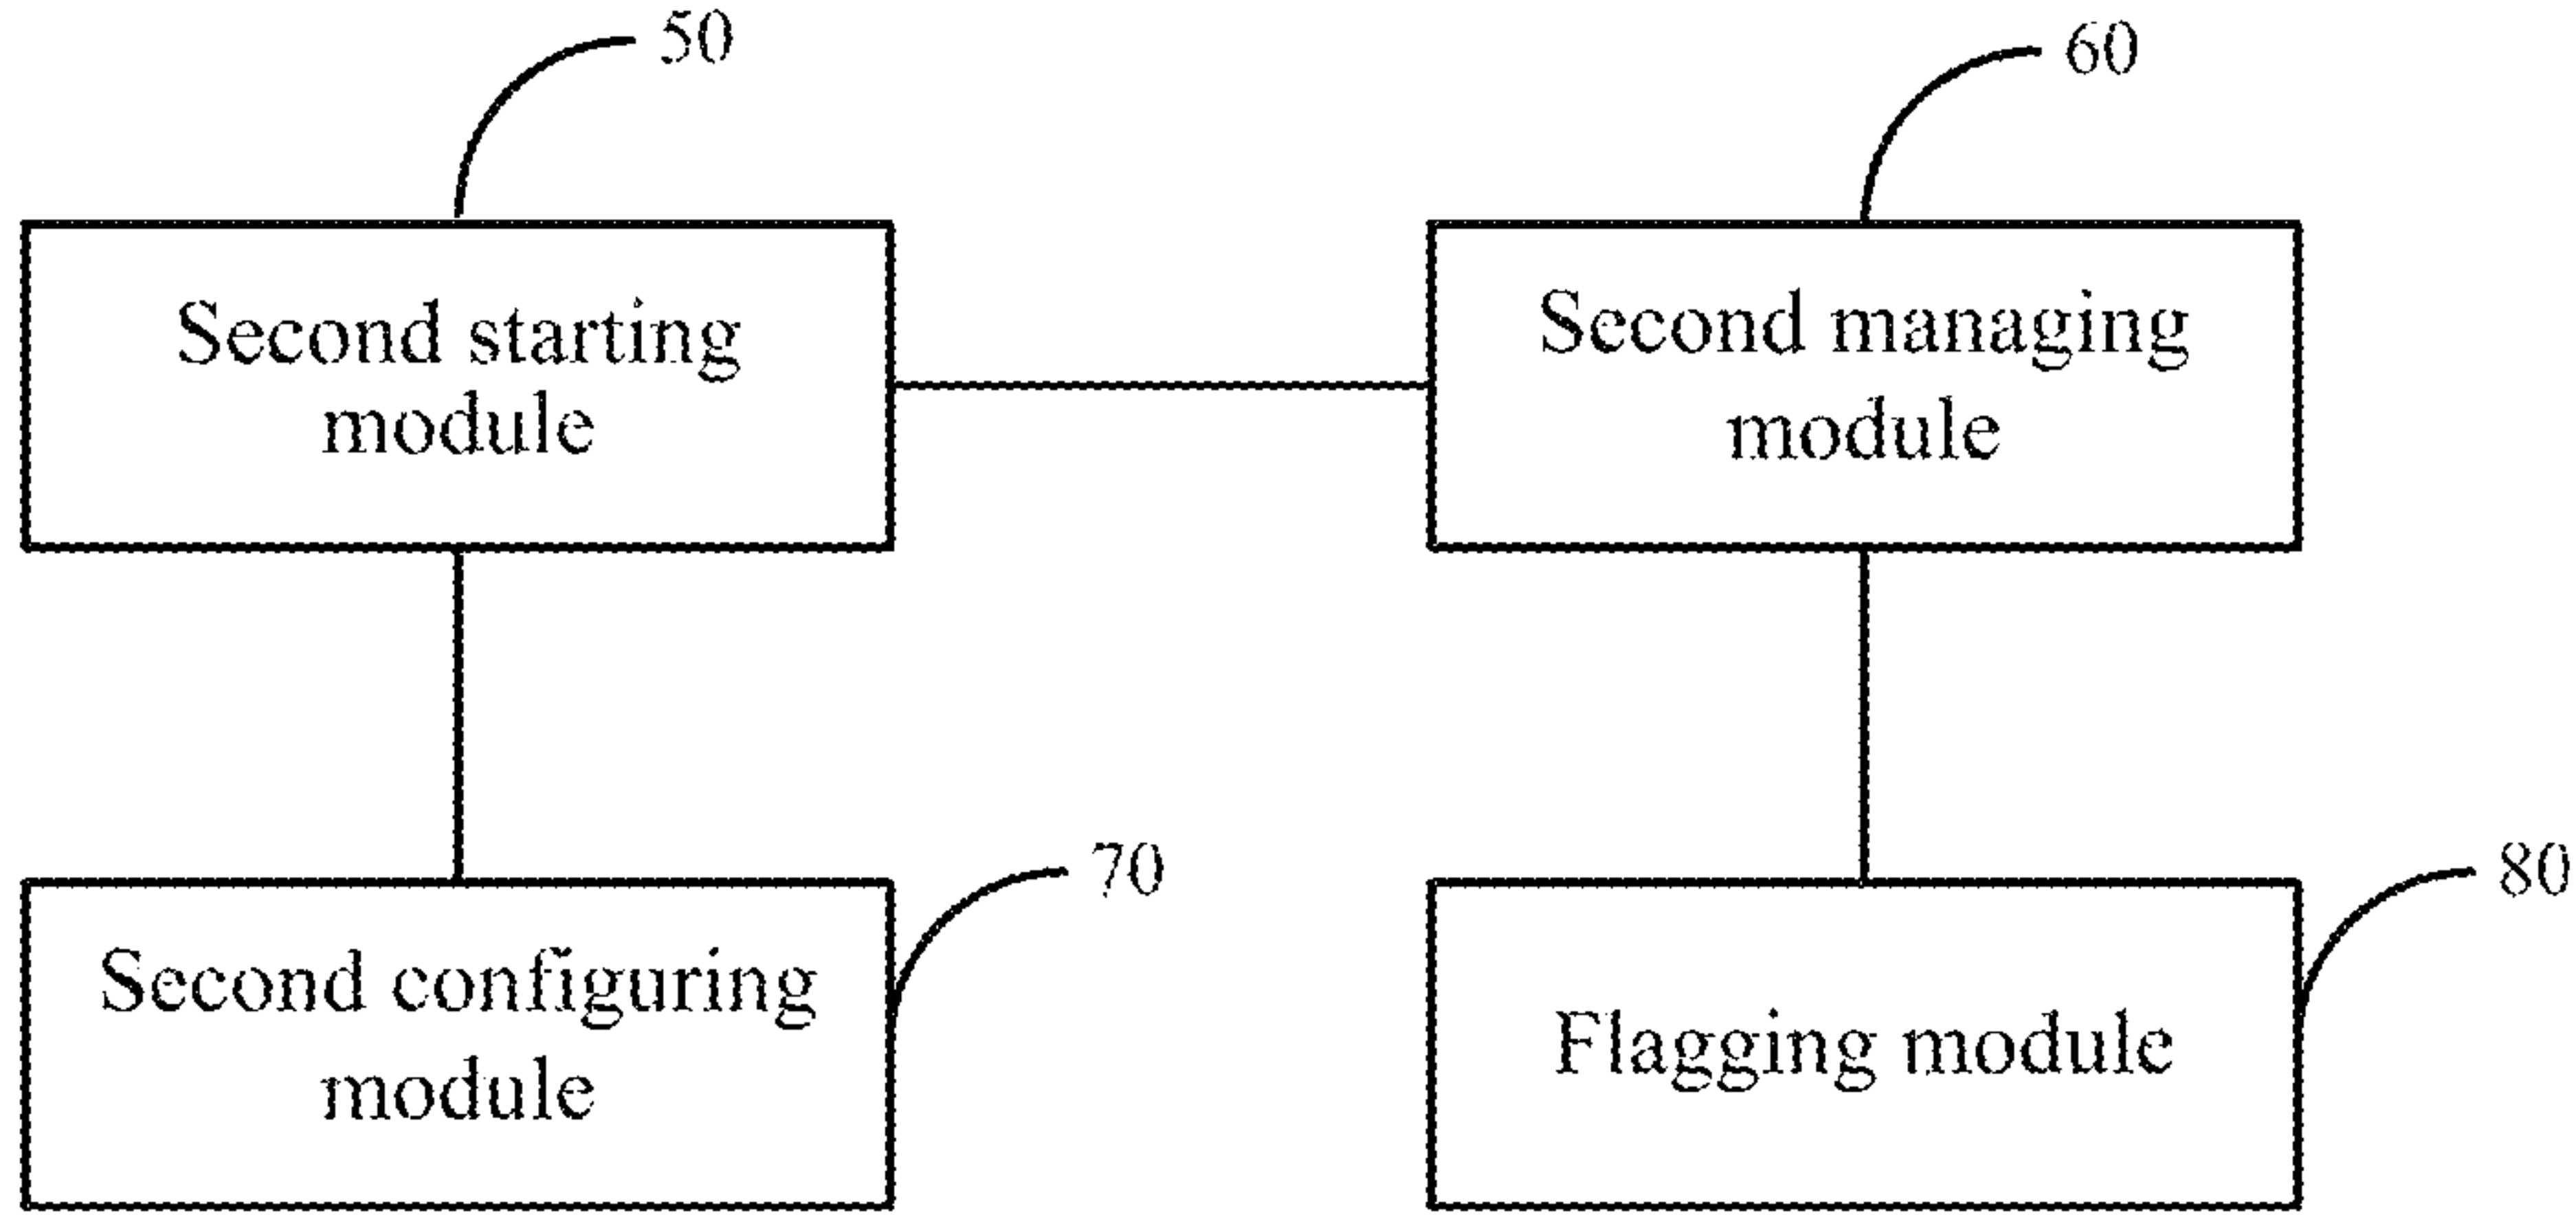 50
60
Second starting
module
Second managing
module
70
80
Second configuring
module
Flagging module